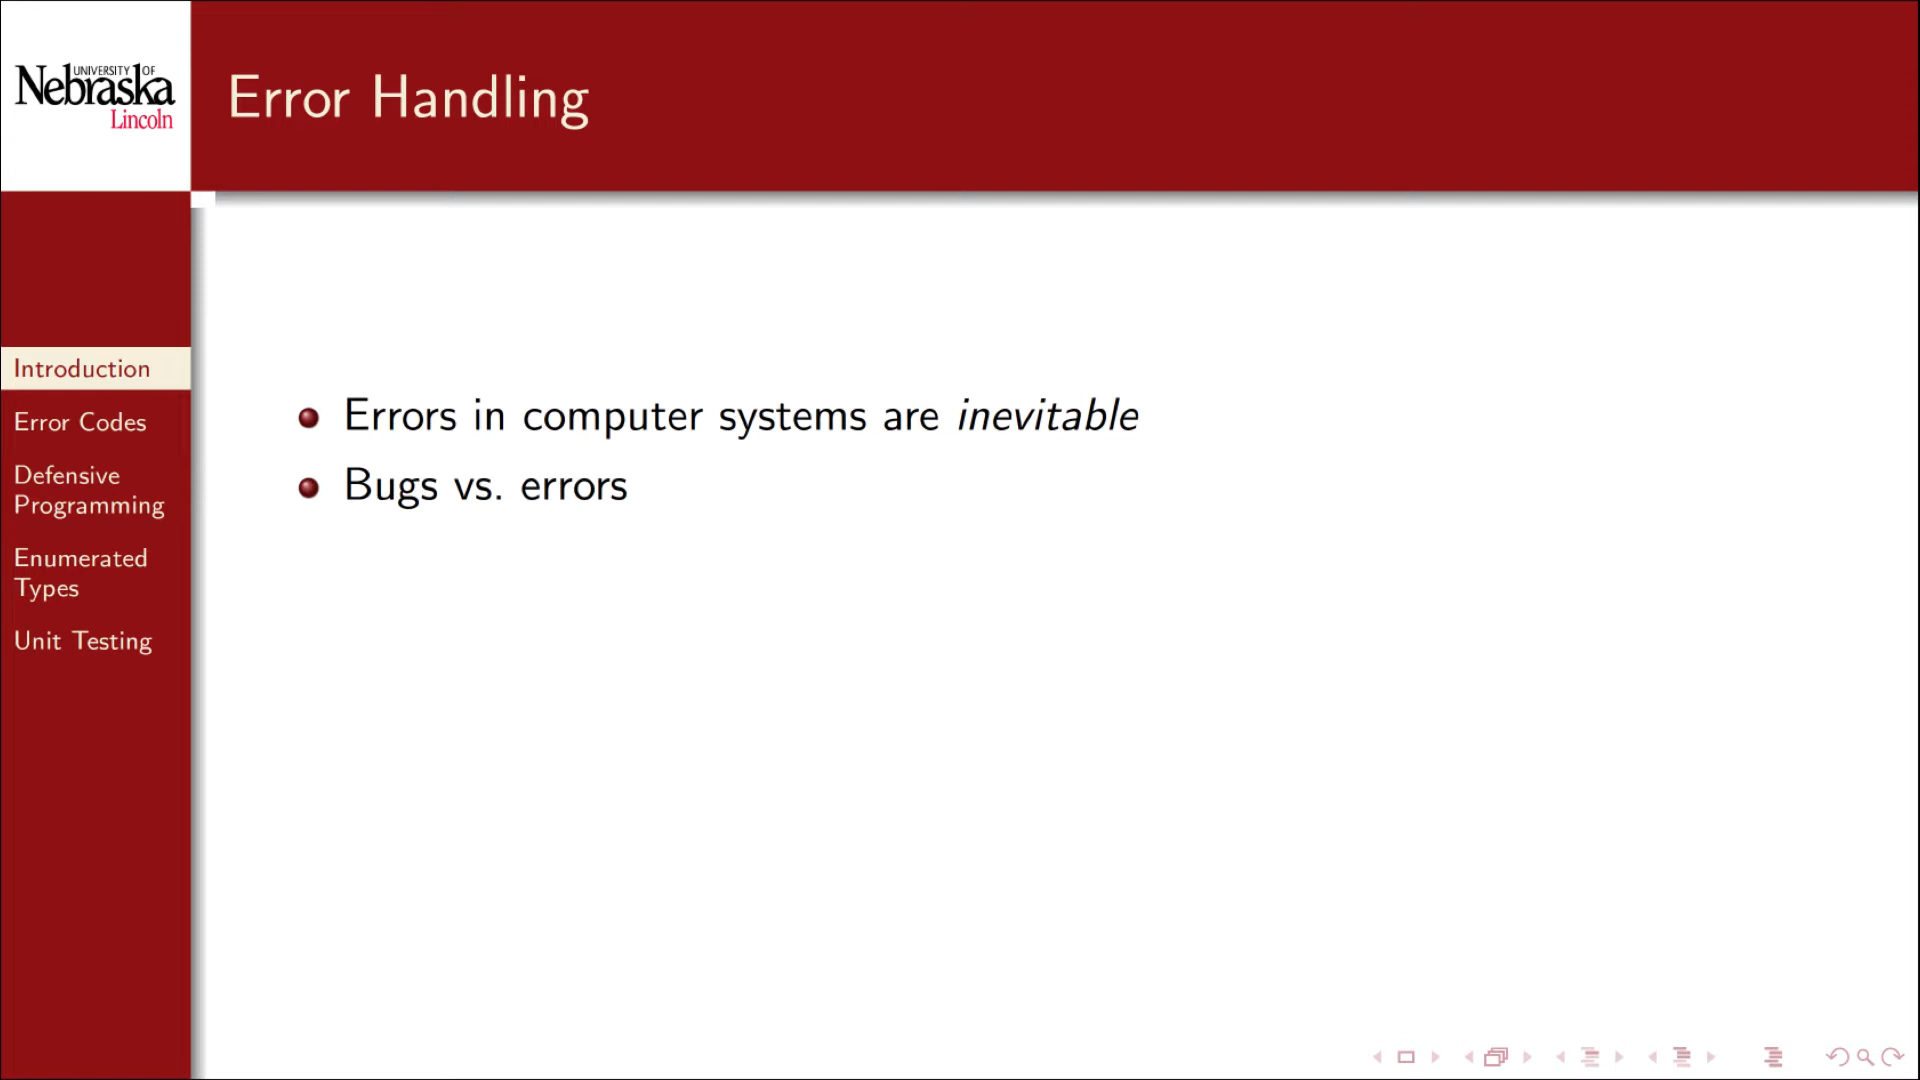 UNIVERSITY OF
Nebraska
Lincoln
Error Handling
Introduction
Error Codes
Defensive
Programming
Enumerated
Types
Unit Testing
Errors in computer systems are inevitable
Bugs vs. errors